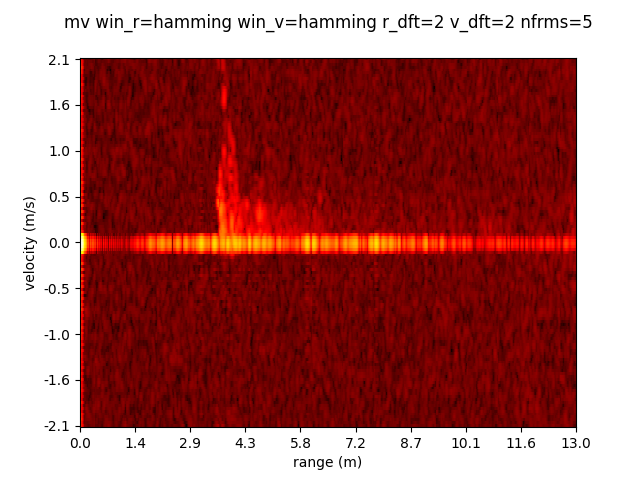 mv win_r=hamming win_v=hamming r_dft=2 v_dft=2 nfrms=5
2.1
1.6
1.0
0.5
0.0
-0.5
-1.0
-1.6
-2.1
velocity (m/s)
0.0 1.4 2.9 4.3 5.8 7.2 8.7 10.1 11.6 13.0
range (m)